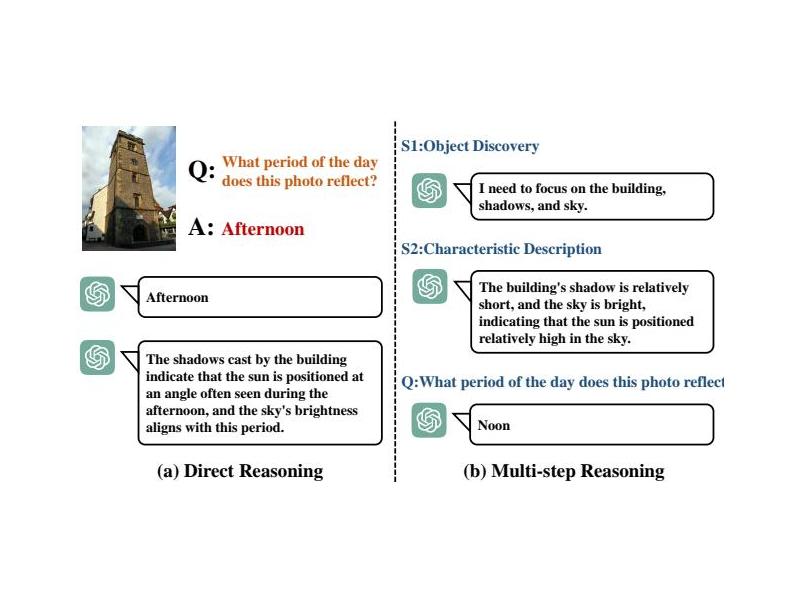 Q: What period of the day
does this photo reflect?
A: Afternoon
Afternoon
The shadows cast by the building
indicate that the sun is positioned at
an angle often seen during the
afternoon, and the sky's brightness
aligns with this period.
(a) Direct Reasoning
S1:Object Discovery
I need to focus on the building,
shadows, and sky.
S2:Characteristic Description
The building's shadow is relatively
short, and the sky is bright,
indicating that the sun is positioned
relatively high in the sky.
Q:What period of the day does this photo reflect
Noon
(b) Multi-step Reasoning